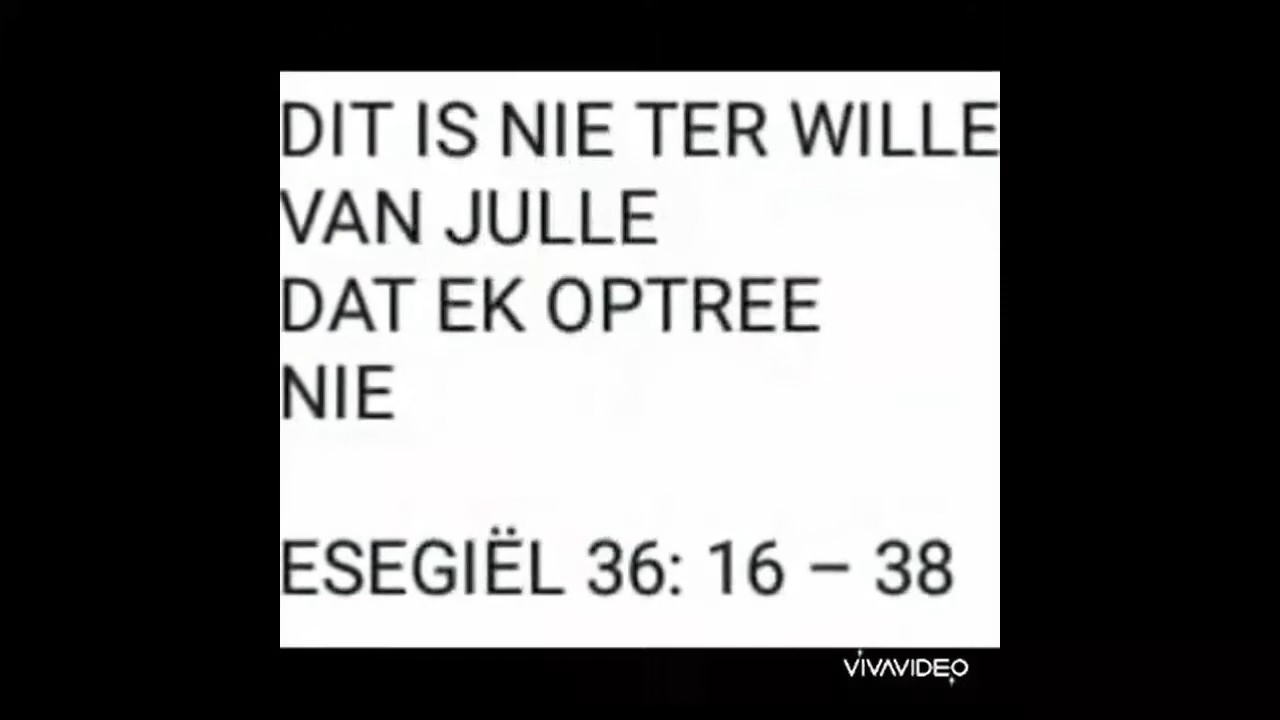 DIT IS NIE TER WILLE
VAN JULLE
DAT EK OPTREE
NIE
ESEGIËL 36: 16 – 38
VIVAVIDEO